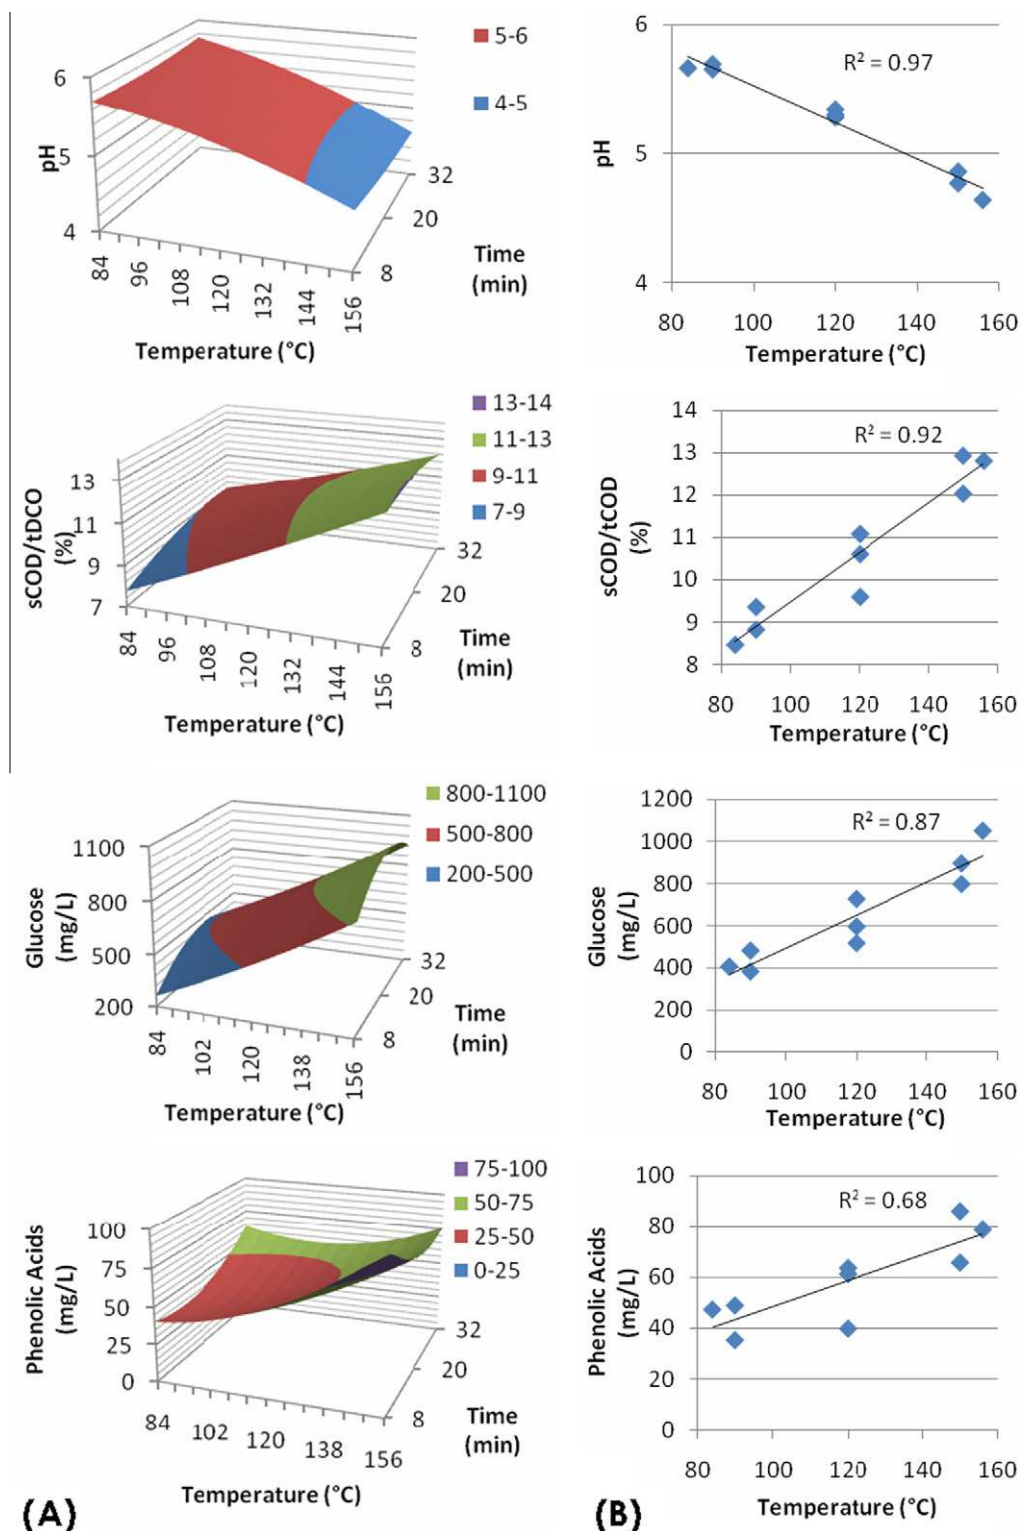 5-6
4-5
6
5
4
pH
84
96
108
120
132
144
156
8
20
32
Time
(min)
Temperature (°C)
6
5
4
pH
R² = 0.97
80 100 120 140 160
Temperature (°C)
13-14
11-13
9-11
7-9
13
11
9
7
sCOD/tDCO
(%)
84
96
108
120
132
144
156
8
20
32
Time
(min)
Temperature (°C)
14
13
12
11
10
9
8
sCOD/tCOD
(%)
R² = 0.92
80 100 120 140 160
Temperature (°C)
800-1100
500-800
200-500
1100
800
500
200
Glucose
(mg/L)
84
102
120
138
156
8
20
32
Time
(min)
Temperature (°C)
1200
1000
800
600
400
200
0
Glucose
(mg/L)
R² = 0.87
80 100 120 140 160
Temperature (°C)
75-100
50-75
25-50
0-25
100
75
50
25
0
Phenolic Acids
(mg/L)
84
102
120
138
156
8
20
32
Time
(min)
Temperature (°C)
100
80
60
40
20
0
Phenolic Acids
(mg/L)
R² = 0.68
80 100 120 140 160
Temperature (°C)
(A)
(B)